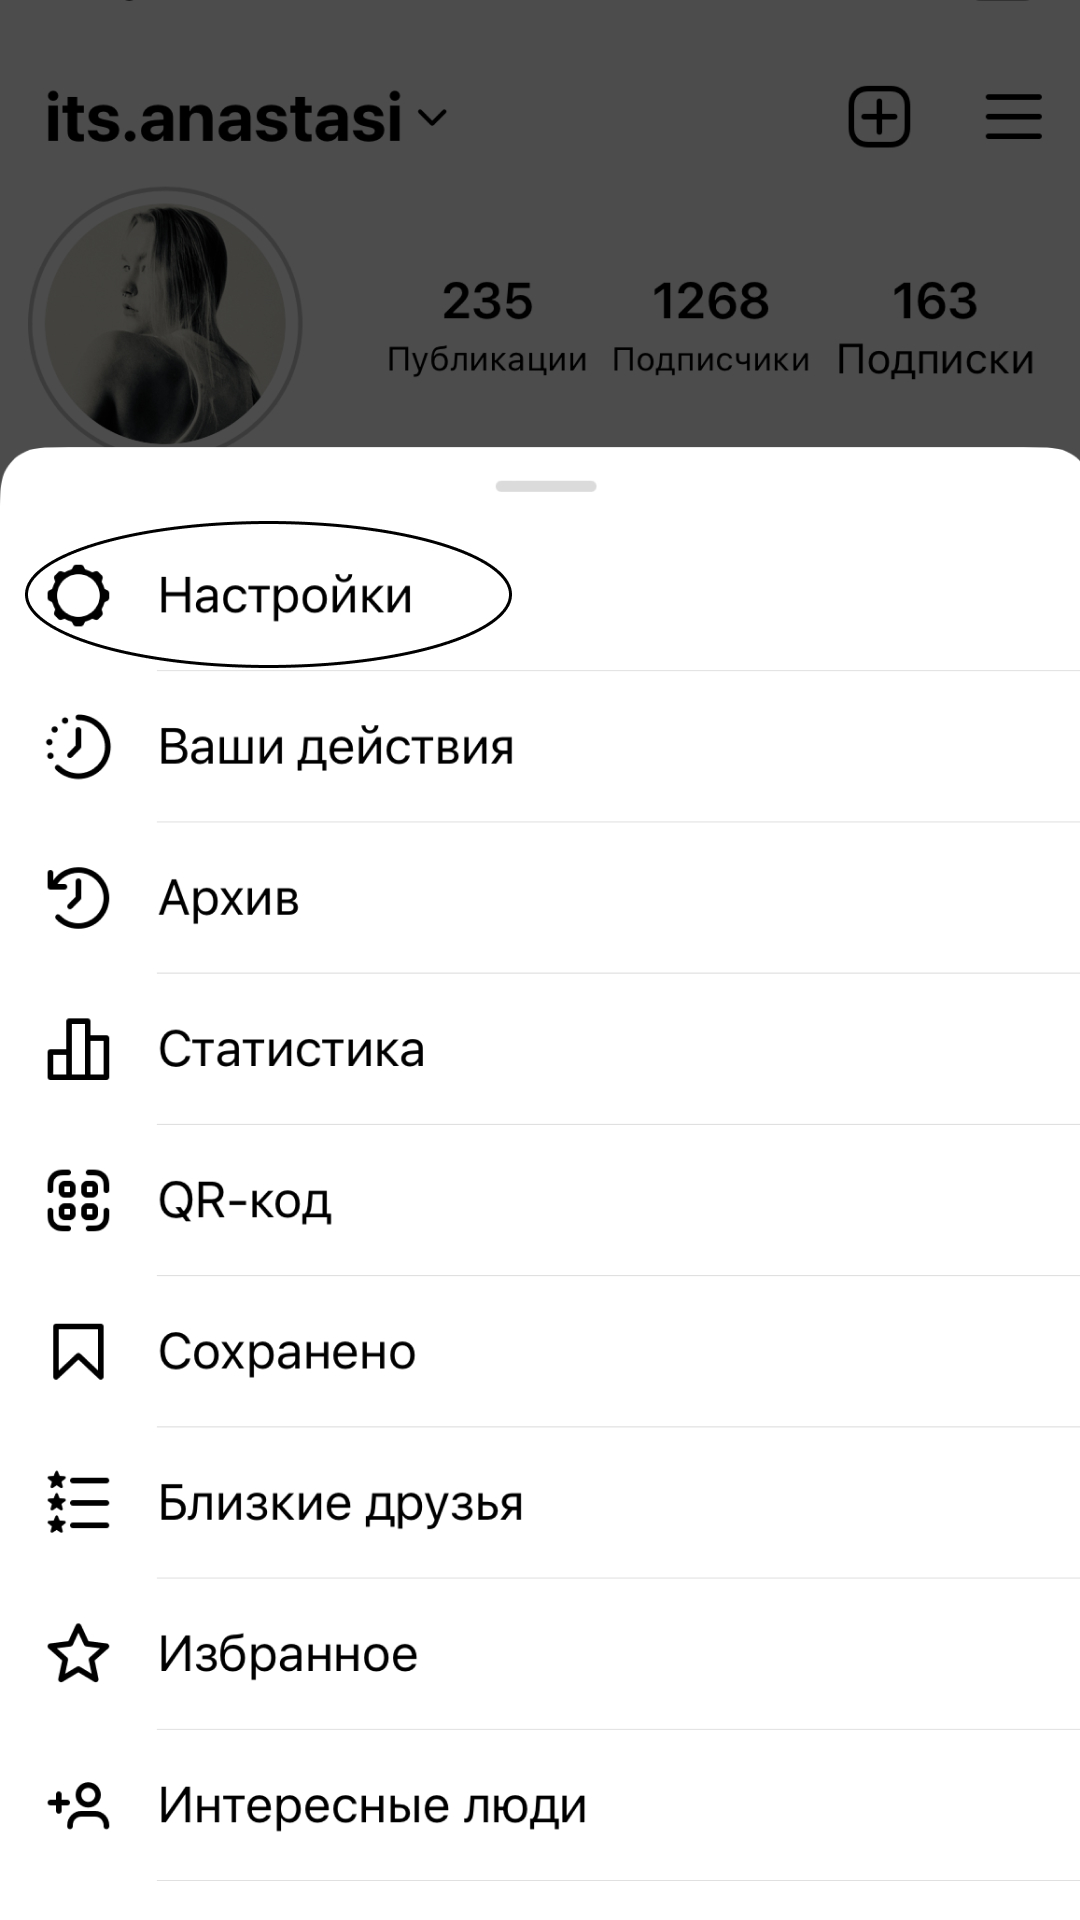 its.anastasi
235 1268 163
Публикации Подписчики Подписки
Настройки
Ваши действия
Архив
Статистика
QR-код
Сохранено
Близкие друзья
Избранное
Интересные люди